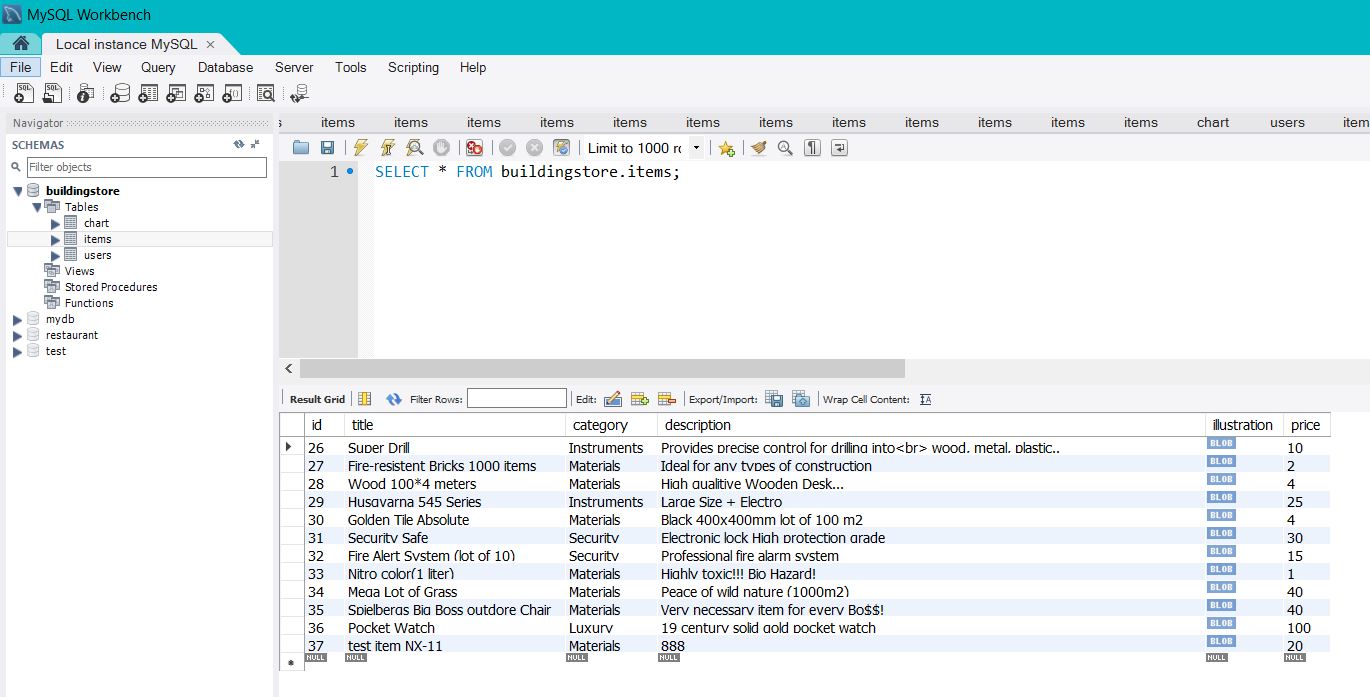 MySQL Workbench
Local instance MySQL ×
File Edit View Query Database Server Tools Scripting Help
Navigator items items items items items items items items items items items items chart users item
SCHEMAS
Limit to 1000 ro
Filter objects
1 SELECT * FROM buildingstore.items;
buildingstore
Tables
chart
items
users
Views
Stored Procedures
Functions
mydb
restaurant
test
Result Grid Filter Rows: Edit: Export/Import: Wrap Cell Content:
id title category description illustration price
26 Super Drill Instruments Provides precise control for drilling into<br> wood, metal, plastic.. BLOB 10
27 Fire-resistent Bricks 1000 items Materials Ideal for any types of construction BLOB 2
28 Wood 100*4 meters Materials High qualitive Wooden Desk... BLOB 4
29 Husqvarna 545 Series Instruments Large Size + Electro BLOB 25
30 Golden Tile Absolute Materials Black 400x400mm lot of 100 m2 BLOB 4
31 Security Safe Security Electronic lock High protection grade BLOB 30
32 Fire Alert System (lot of 10) Security Professional fire alarm system BLOB 15
33 Nitro color(1 liter) Materials Highly toxic!!! Bio Hazard! BLOB 1
34 Mega Lot of Grass Materials Peace of wild nature (1000m2) BLOB 40
35 Spielbergs Big Boss outdore Chair Materials Very necessary item for every Bo$$! BLOB 40
36 Pocket Watch Luxury 19 century solid gold pocket watch BLOB 100
37 test item NX-11 Materials 888 BLOB 20
NULL NULL NULL NULL NULL NULL